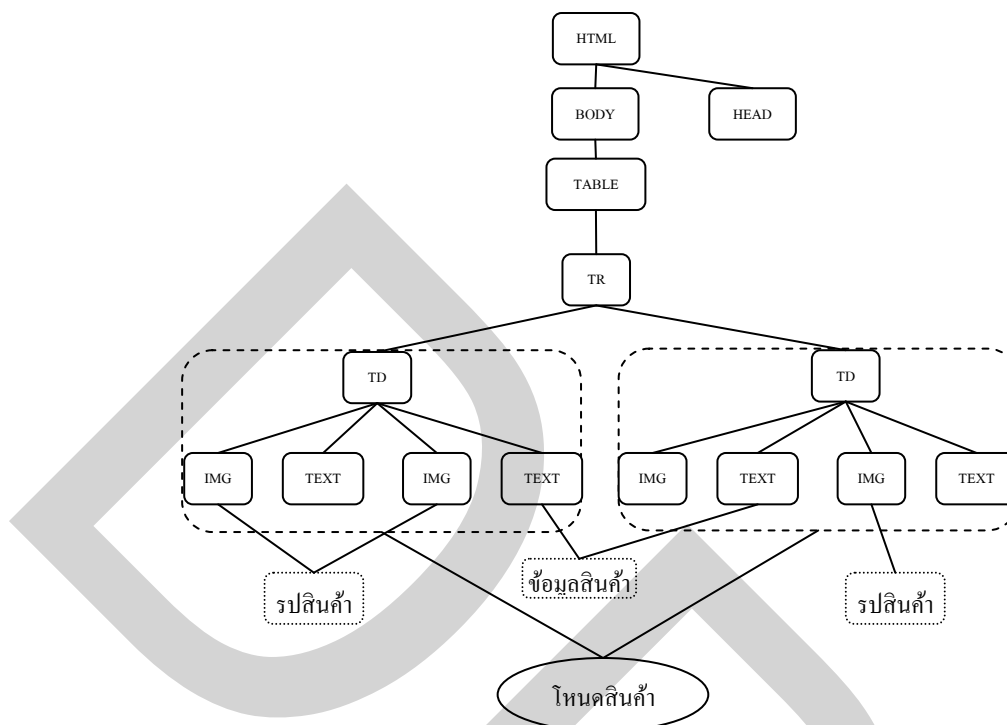 HTML
BODY HEAD
TABLE
TR
TD TD
IMG TEXT IMG TEXT IMG TEXT IMG TEXT
รปสินค้า ข้อมูลสินค้า รปสินค้า
โหนดสินค้า